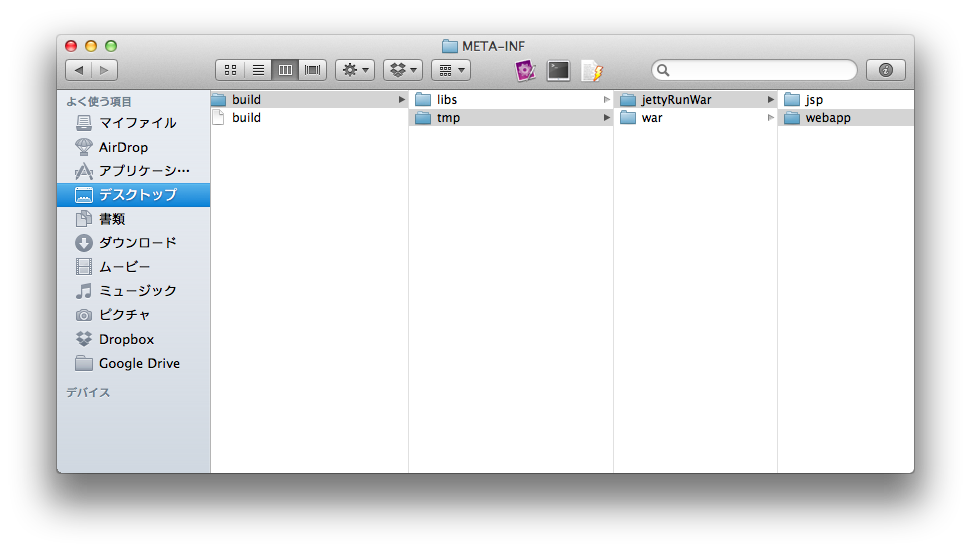 META-INF
よく使う項目
マイファイル
AirDrop
アプリケーシ…
デスクトップ
書類
ダウンロード
ムービー
ミュージック
ピクチャ
Dropbox
Google Drive
デバイス
build
build
libs
tmp
jettyRunWar
war
jsp
webapp